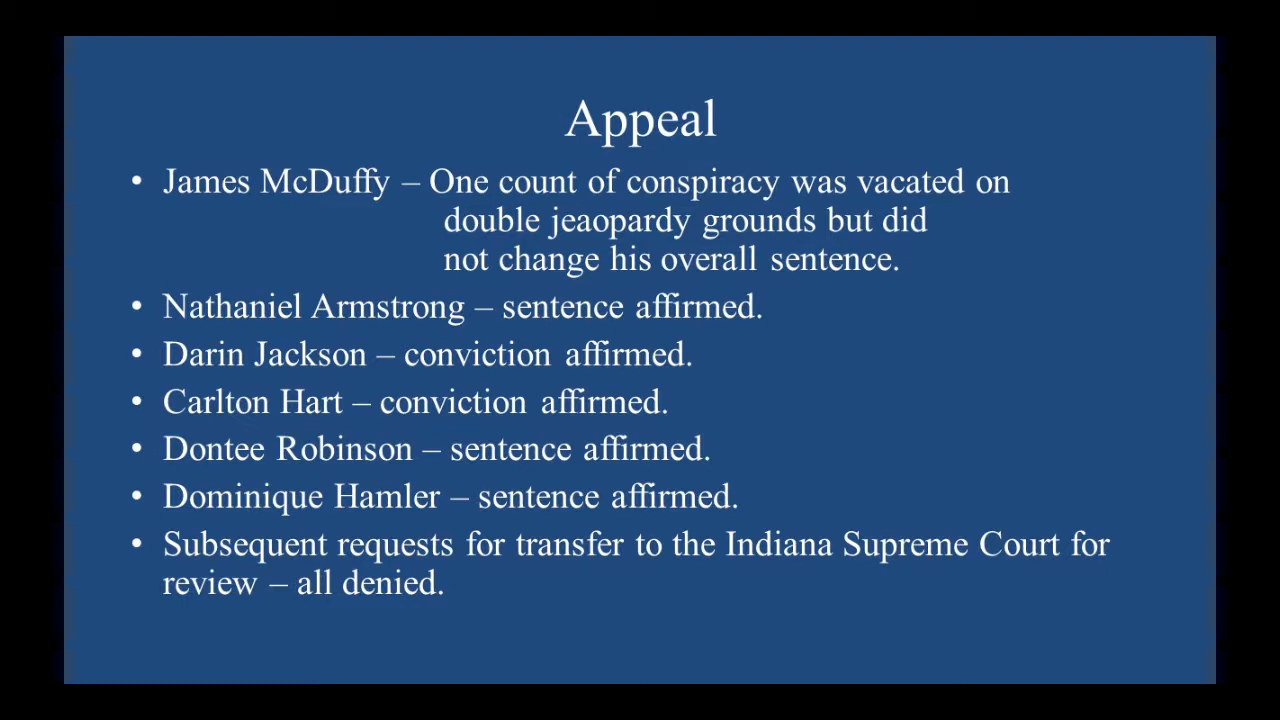 Appeal
• James McDuffy – One count of conspiracy was vacated on
double jeaopardy grounds but did
not change his overall sentence.
• Nathaniel Armstrong – sentence affirmed.
• Darin Jackson – conviction affirmed.
• Carlton Hart – conviction affirmed.
• Dontee Robinson – sentence affirmed.
• Dominique Hamler – sentence affirmed.
• Subsequent requests for transfer to the Indiana Supreme Court for
review – all denied.